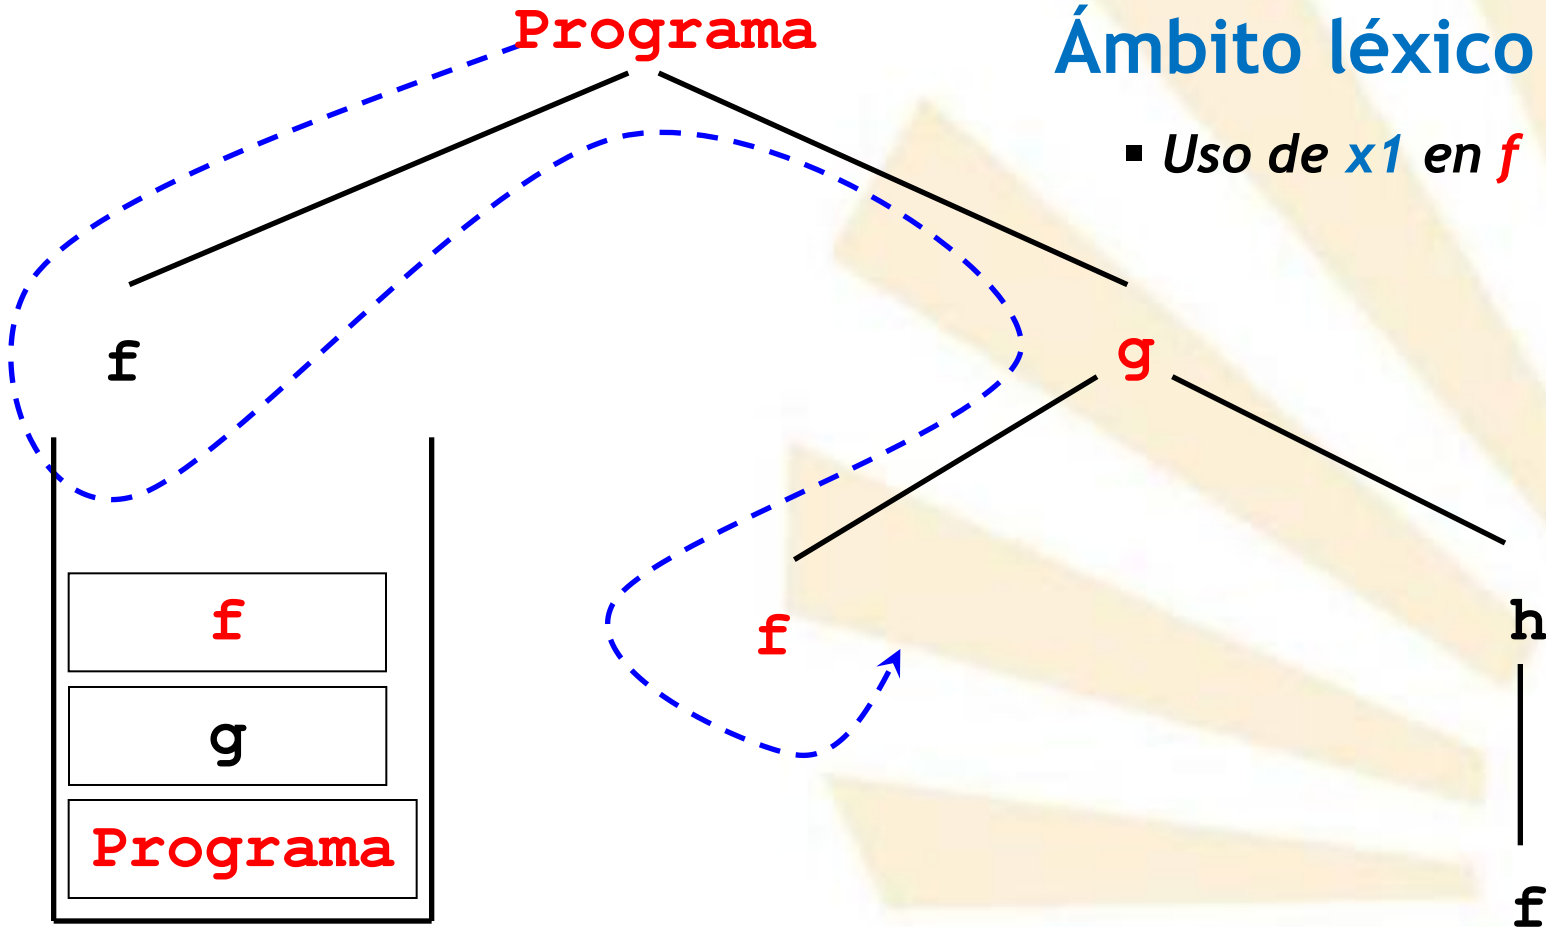 Programa
Ámbito léxico
▪ Uso de x1 en f
f
g
f
f
h
g
Programa
f